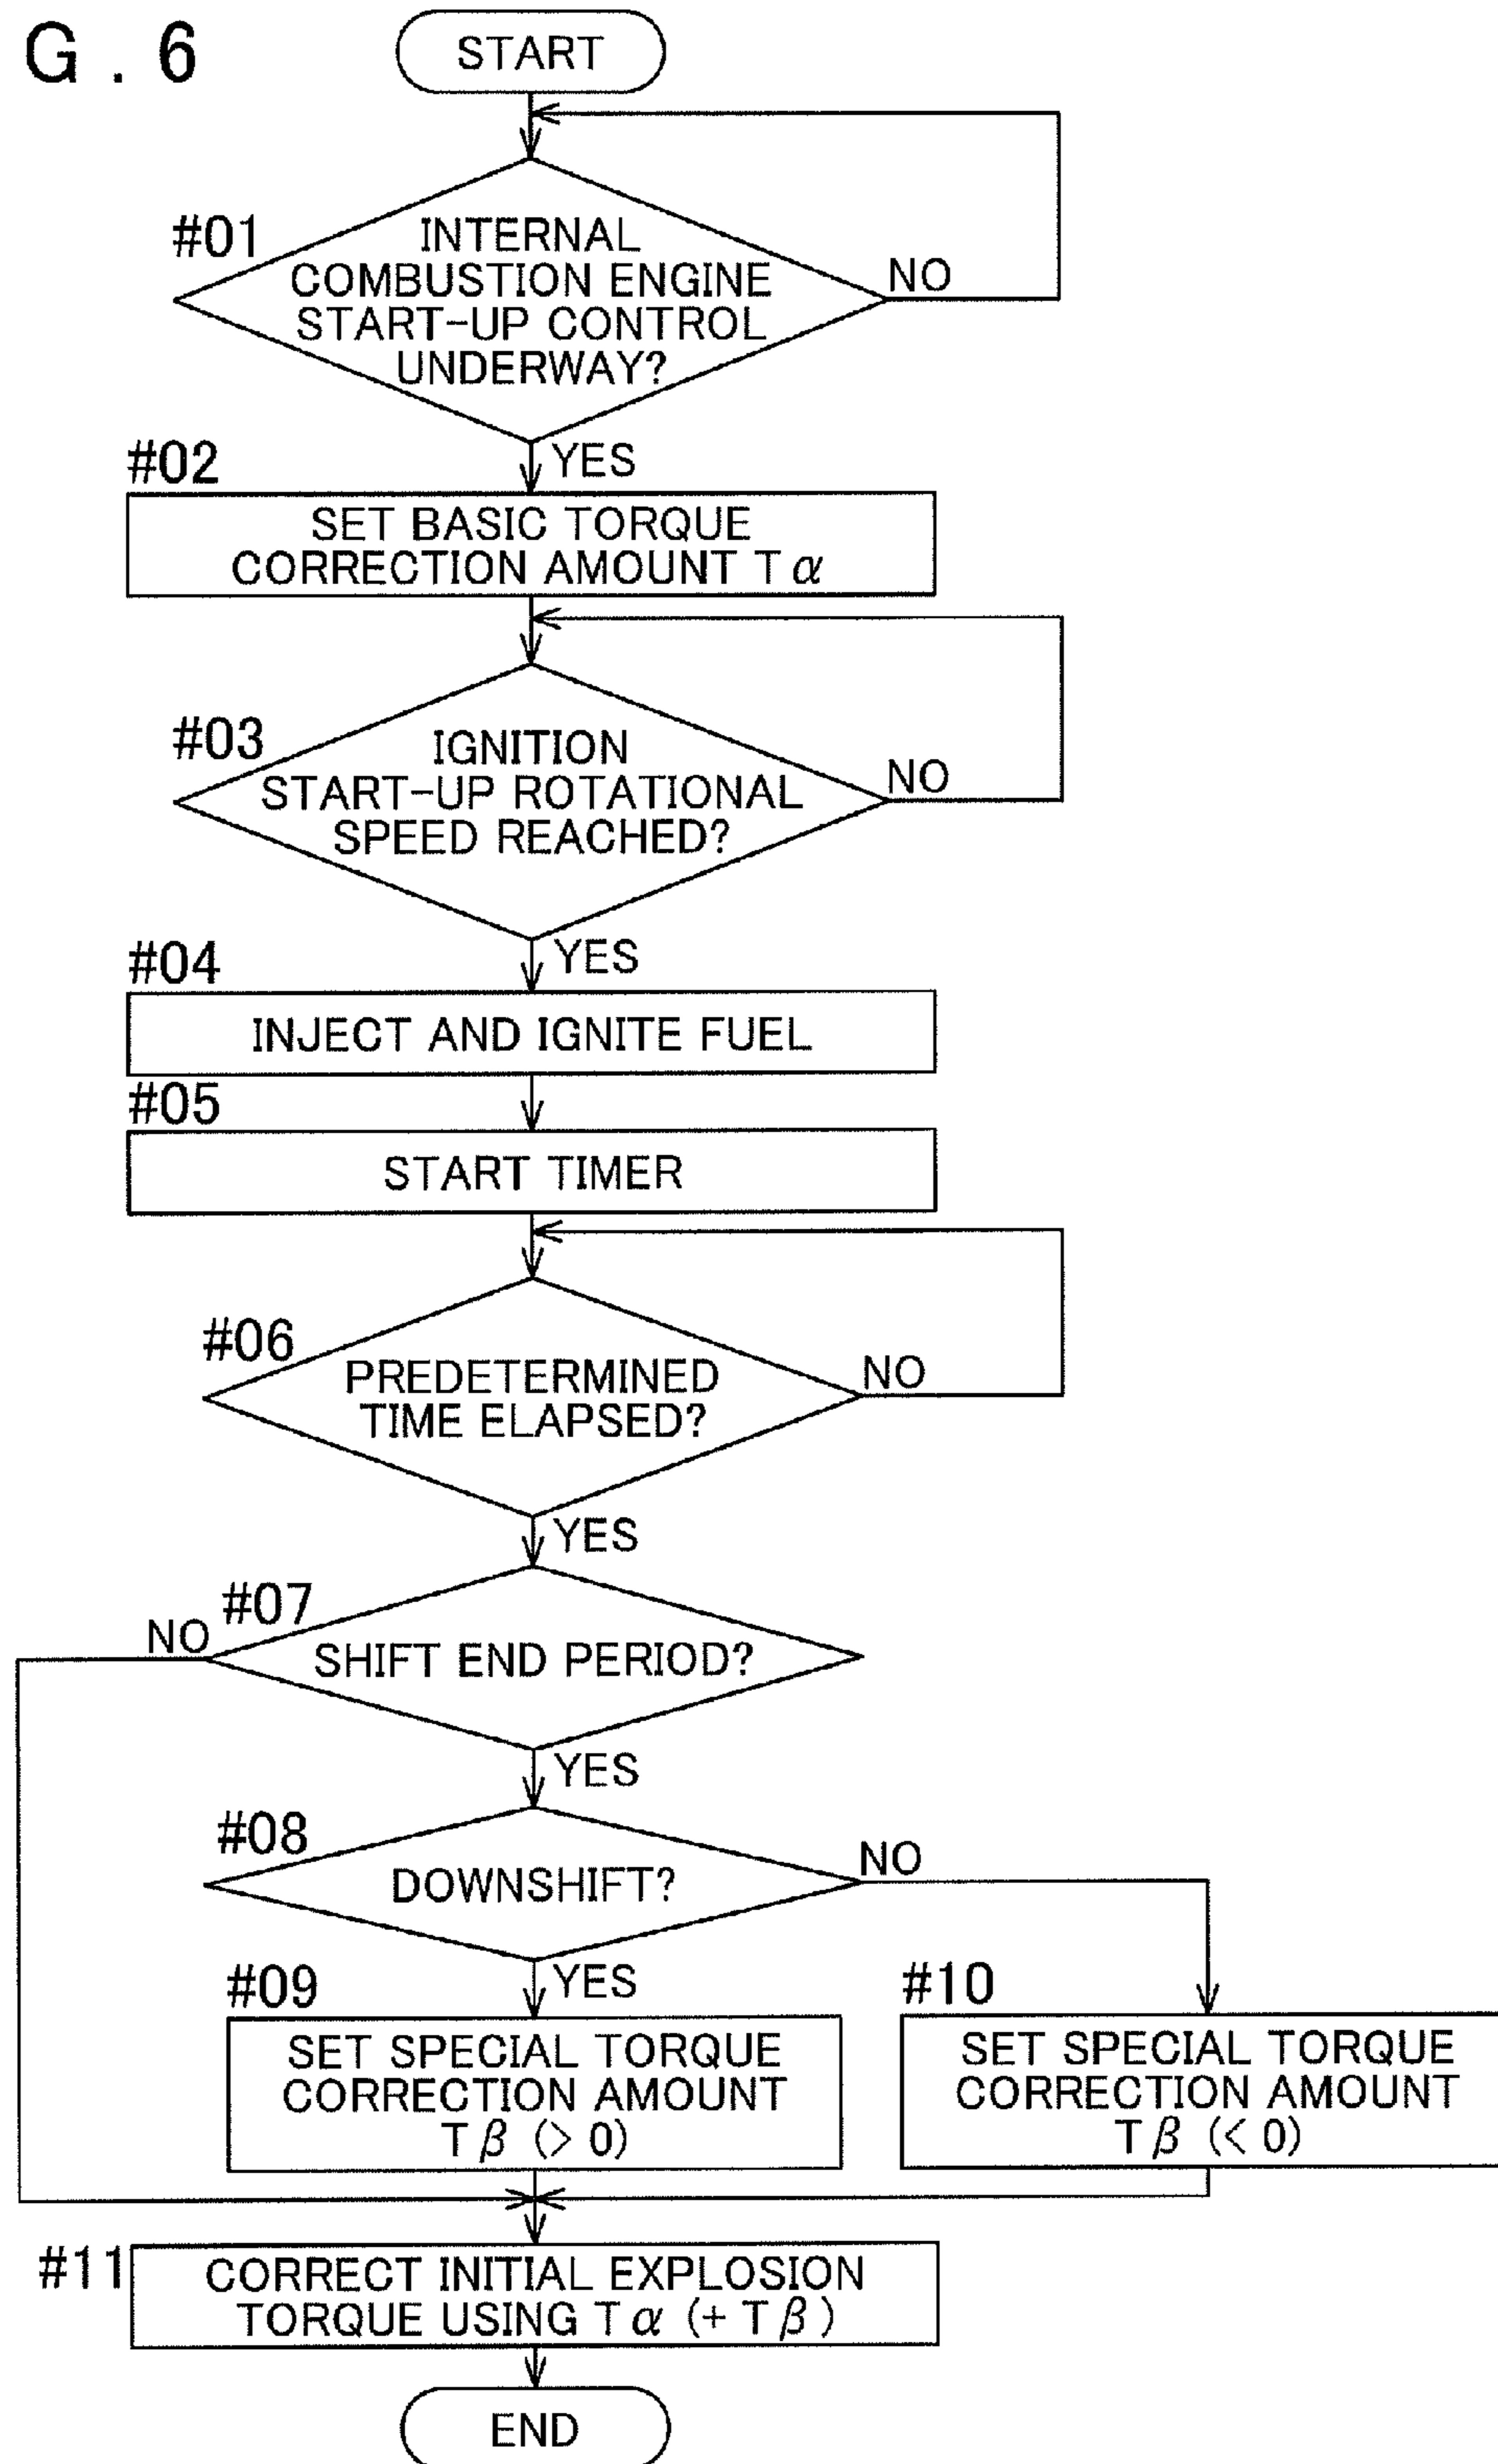 G . 6
START
#01
INTERNAL
COMBUSTION ENGINE
START-UP CONTROL
UNDERWAY?
NO
YES
#02
SET BASIC TORQUE
CORRECTION AMOUNT Tα
#03
IGNITION
START-UP ROTATIONAL
SPEED REACHED?
NO
YES
#04
INJECT AND IGNITE FUEL
#05
START TIMER
#06
PREDETERMINED
TIME ELAPSED?
NO
YES
#07
NO
SHIFT END PERIOD?
YES
#08
DOWNSHIFT?
NO
YES
#09
SET SPECIAL TORQUE
CORRECTION AMOUNT
Tβ (> 0)
#10
SET SPECIAL TORQUE
CORRECTION AMOUNT
Tβ (< 0)
#11
CORRECT INITIAL EXPLOSION
TORQUE USING Tα (+ Tβ)
END